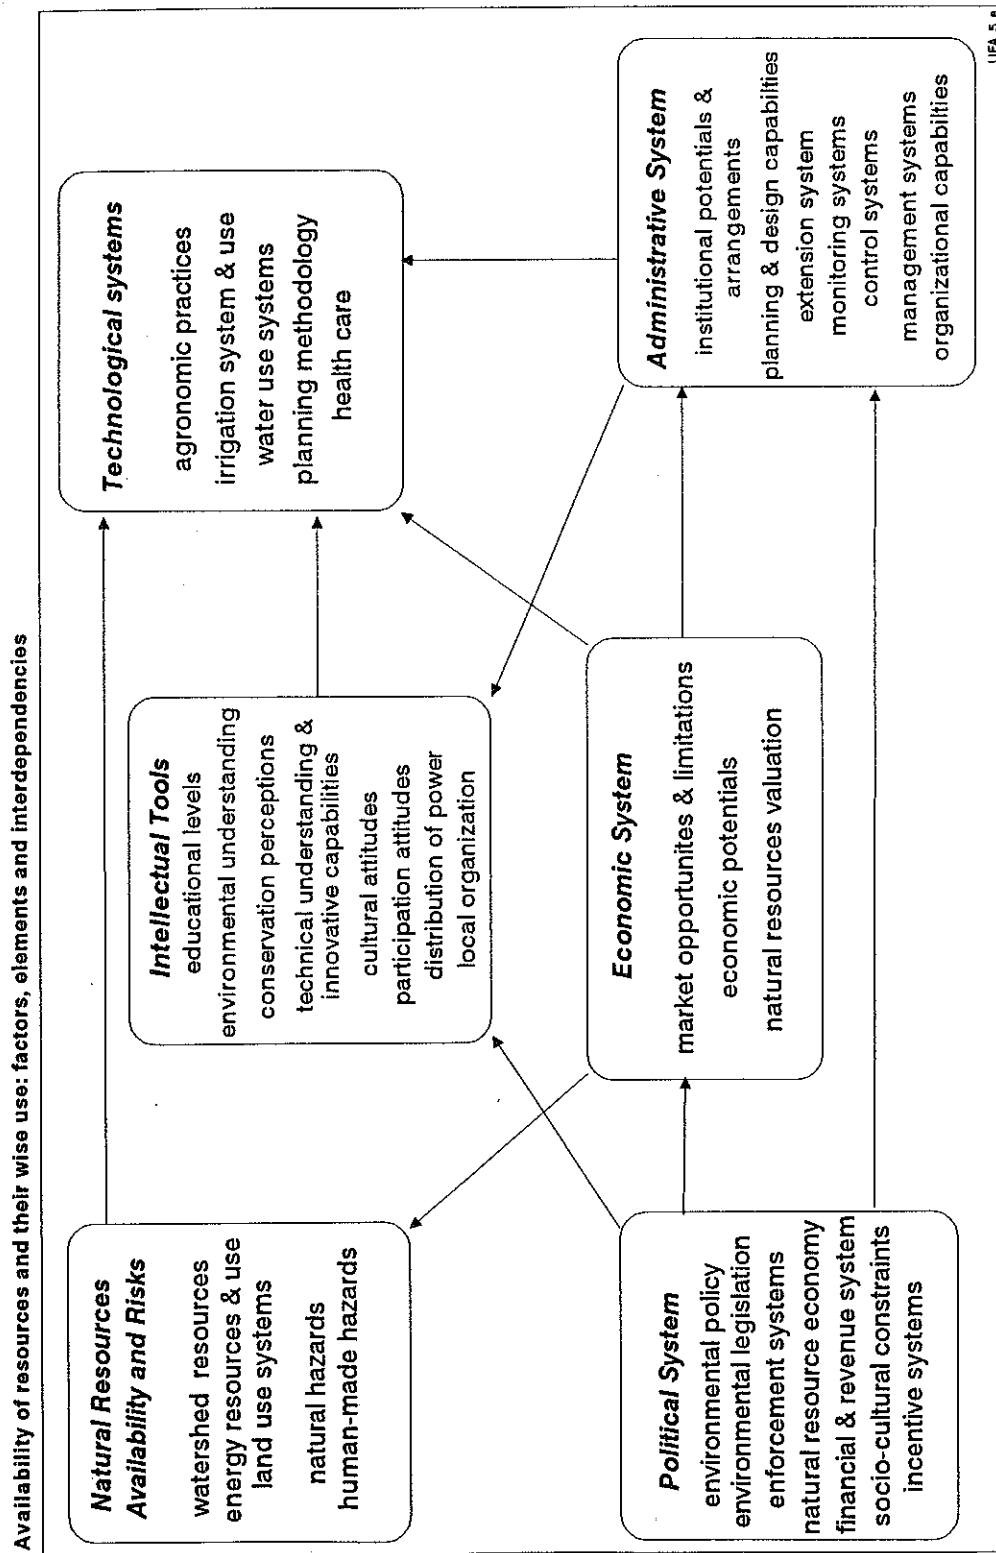 Availability of resources and their wise use: factors, elements and interdependencies
Natural Resources
Availability and Risks
watershed resources
energy resources & use
land use systems
natural hazards
human-made hazards
Intellectual Tools
educational levels
environmental understanding
conservation perceptions
technical understanding &
innovative capabilities
cultural attitudes
participation attitudes
distribution of power
local organization
Technological systems
agronomic practices
irrigation system & use
water use systems
planning methodology
health care
Political System
environmental policy
environmental legislation
enforcement systems
natural resource economy
financial & revenue system
socio-cultural constraints
incentive systems
Economic System
market opportunites & limitations
economic potentials
natural resources valuation
Administrative System
institutional potentials &
arrangements
planning & design capabilties
extension system
monitoring systems
control systems
management systems
organizational capabilties